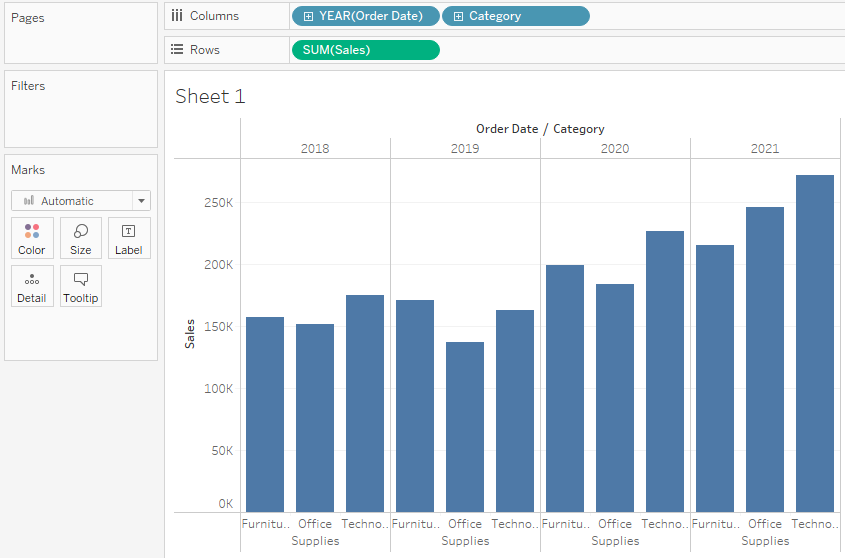 Pages
Columns
YEAR(Order Date)
Category
Rows
SUM(Sales)
Filters
Marks
Automatic
Color
Size
Label
Detail
Tooltip
Sheet 1
Order Date / Category
2018
2019
2020
2021
250K
200K
150K
100K
50K
0K
Sales
Furnitu..
Office
Supplies
Techno..
Furnitu..
Office
Supplies
Techno..
Furnitu..
Office
Supplies
Techno..
Furnitu..
Office
Supplies
Techno..